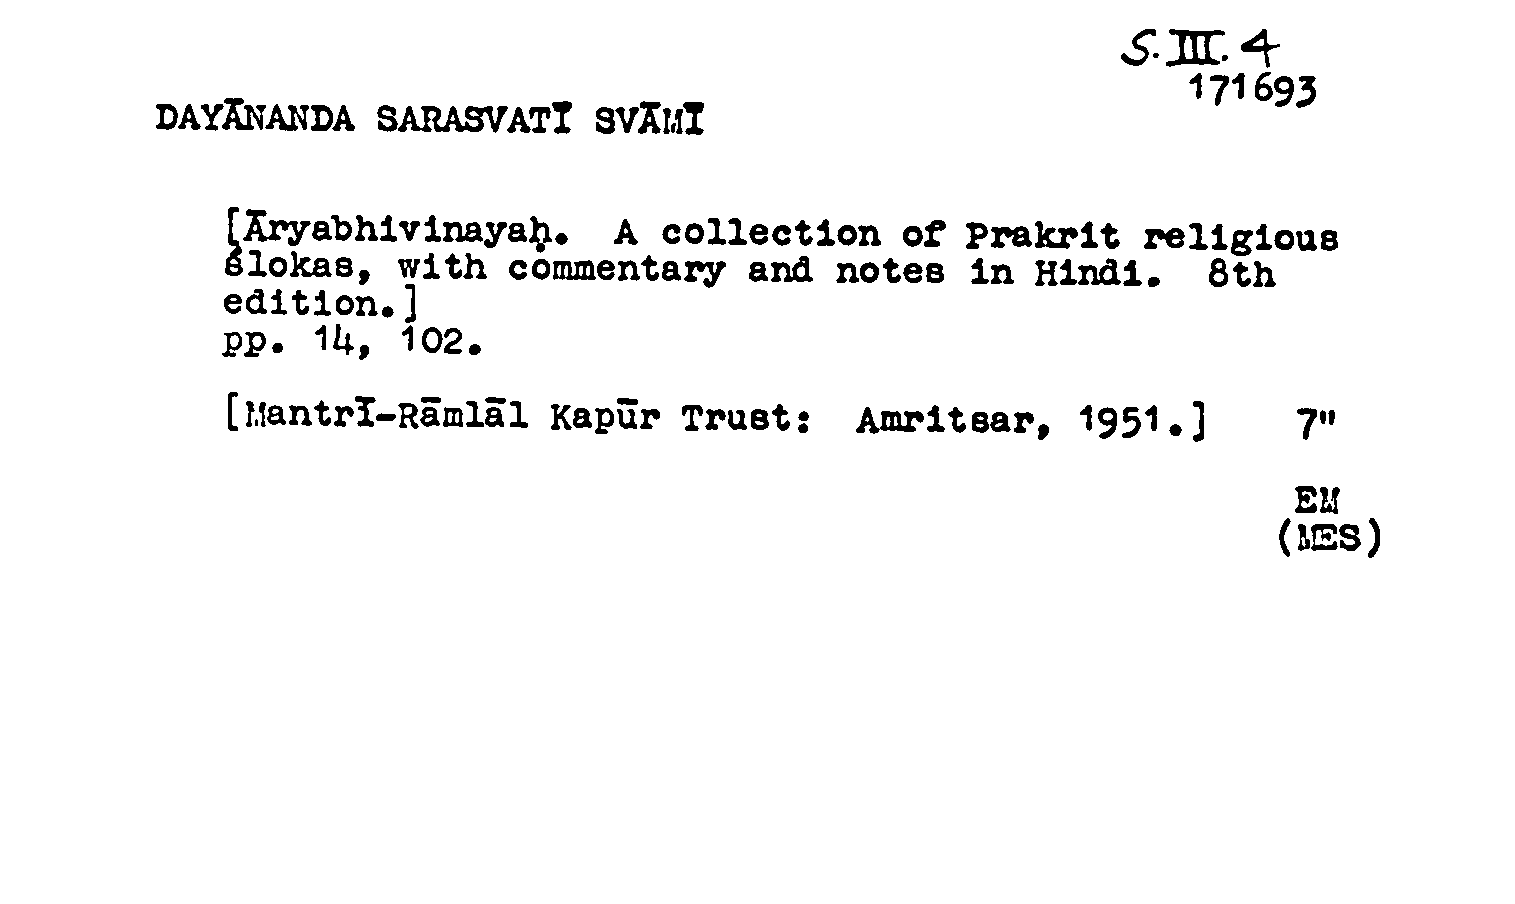 S. III. 4
171693
DAYĀNANDA SARASVATĪ SVĀMĪ
[Āryabhivinayaḥ. A collection of Prakrit religious
ślokas, with commentary and notes in Hindi. 8th
edition.]
pp. 14, 102.
[Mantrī-Rāmlāl Kapūr Trust: Amritsar, 1951.] 7"
EM
(MES)